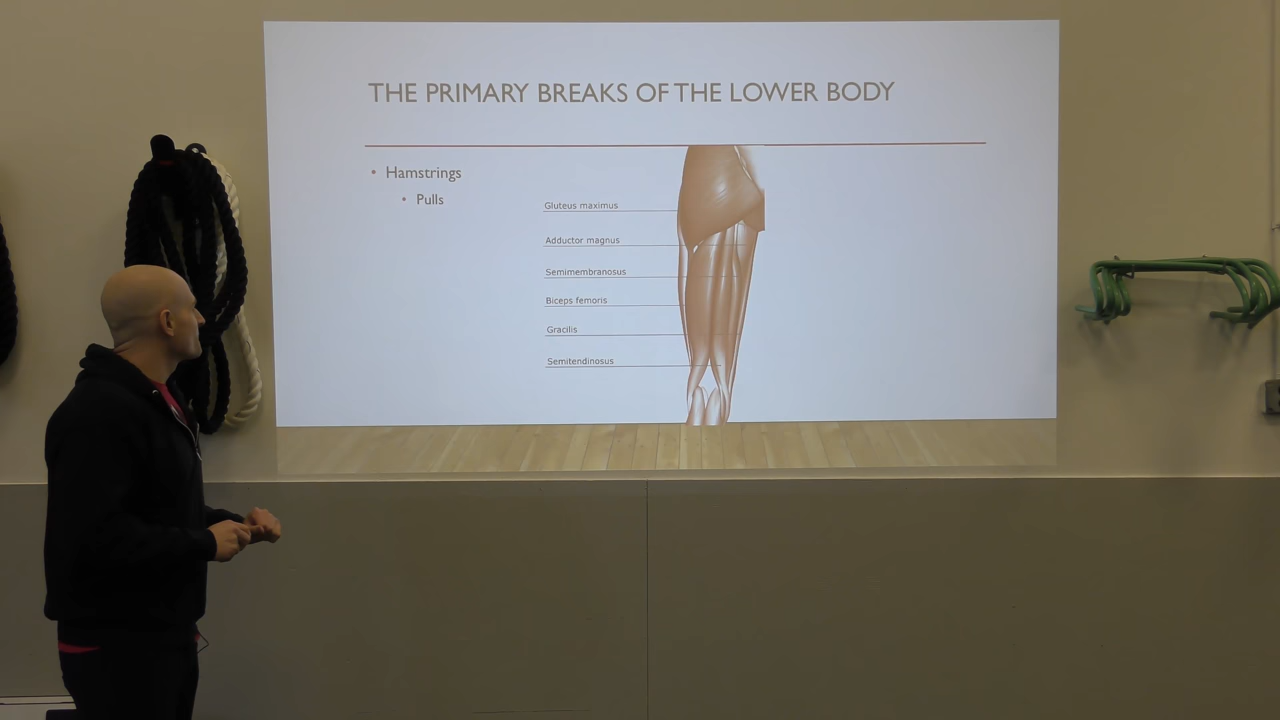 THE PRIMARY BREAKS OF THE LOWER BODY
• Hamstrings
• Pulls
Gluteus maximus
Adductor magnus
Semimembranosus
Biceps femoris
Gracilis
Semitendinosus